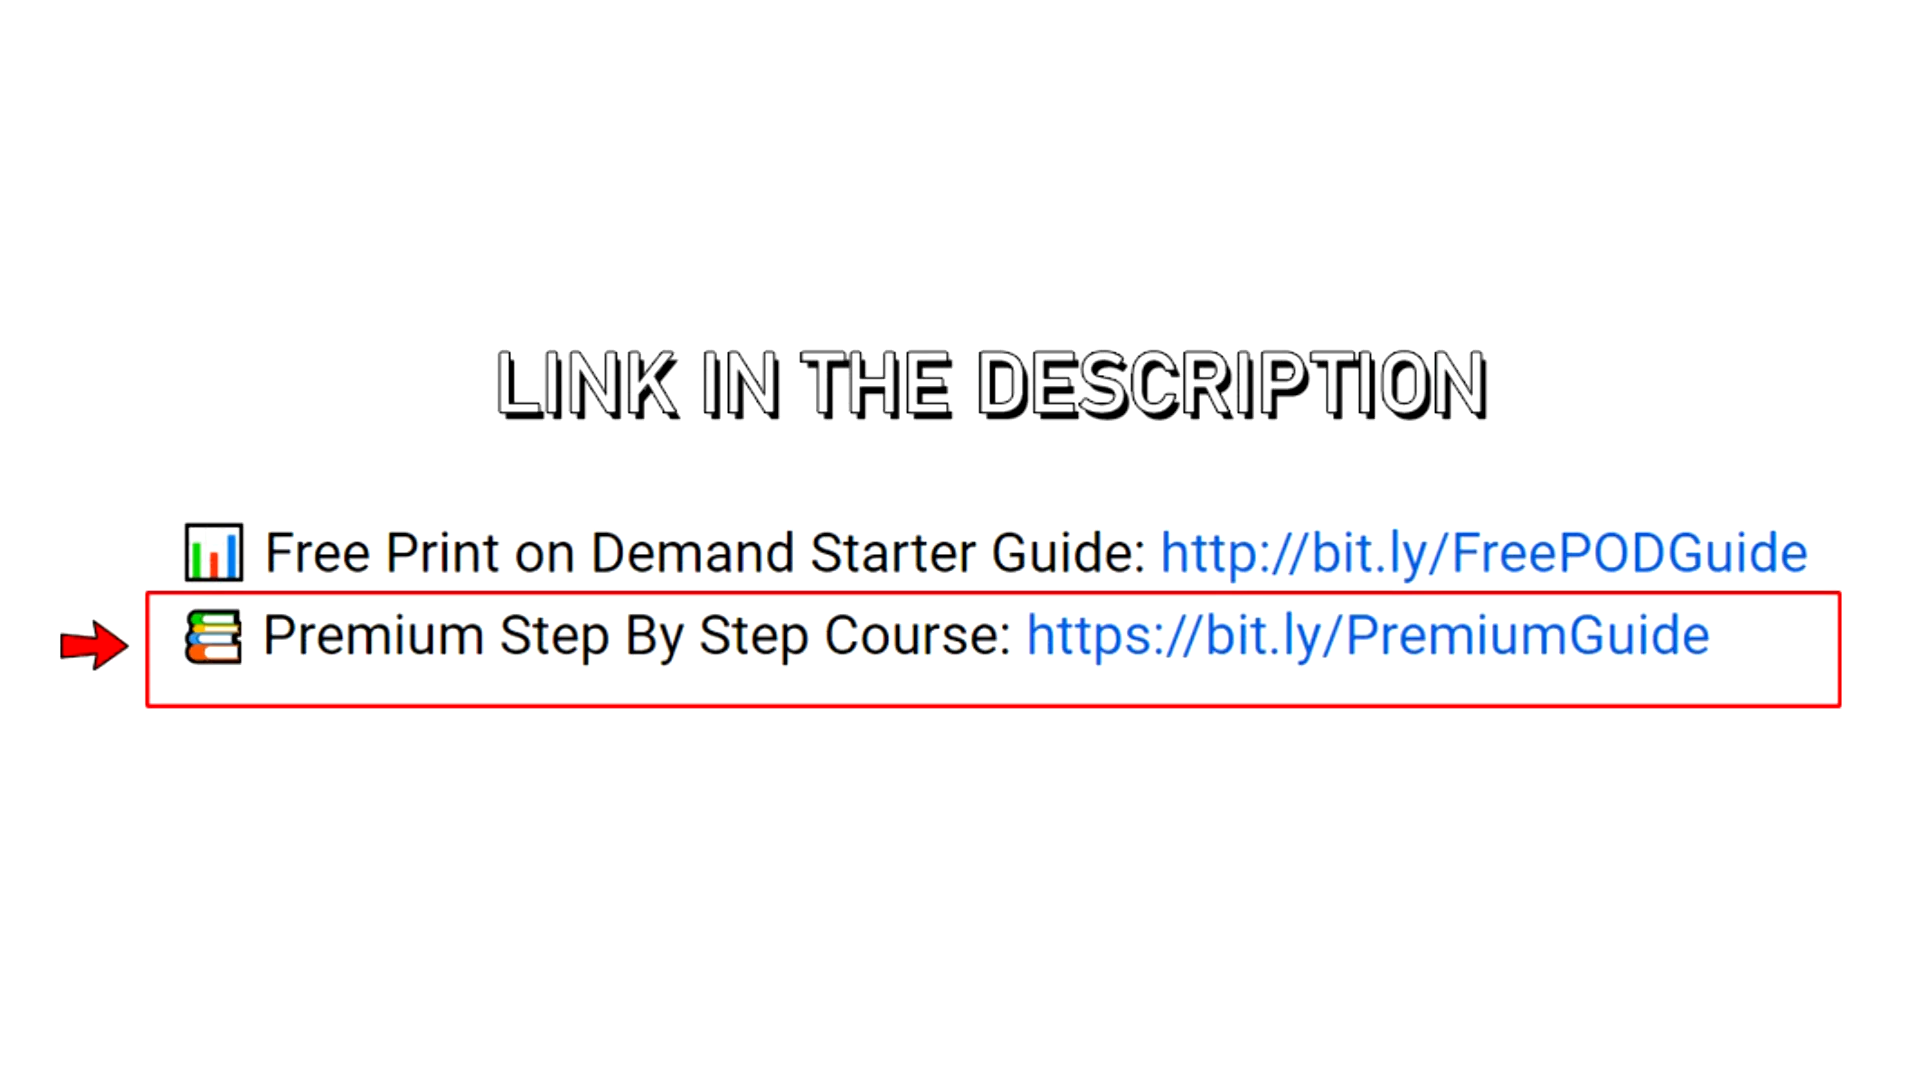 LINK IN THE DESCRIPTION
Free Print on Demand Starter Guide: http://bit.ly/FreePODGuide
Premium Step By Step Course: https://bit.ly/PremiumGuide